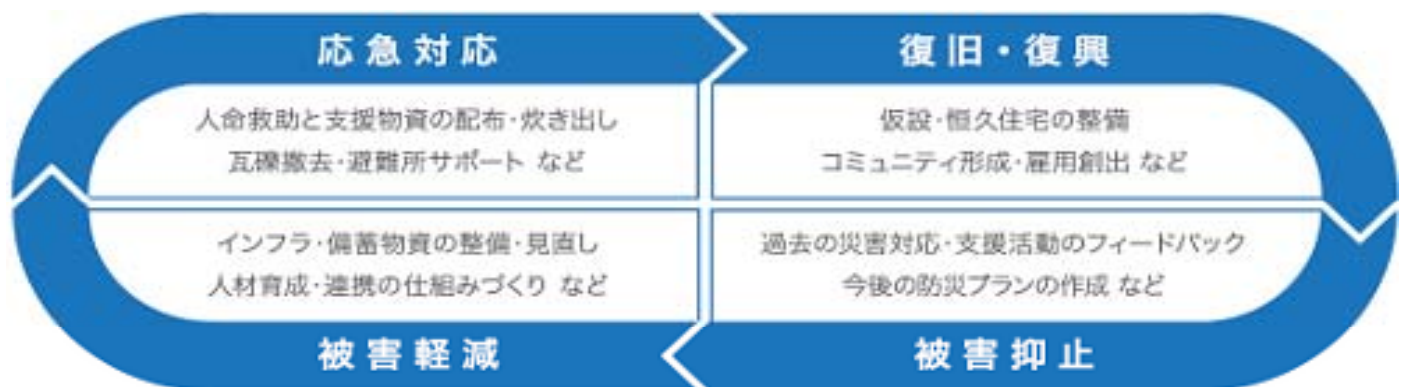 応急対応
人命救助と支援物資の配布・炊き出し
瓦礫撤去・避難所サポート など
復旧・復興
仮設・恒久住宅の整備
コミュニティ形成・雇用創出 など
インフラ・備蓄物資の整備・見直し
人材育成・連携の仕組みづくり など
被害軽減
過去の災害対応・支援活動のフィードバック
今後の防災プランの作成 など
被害抑止